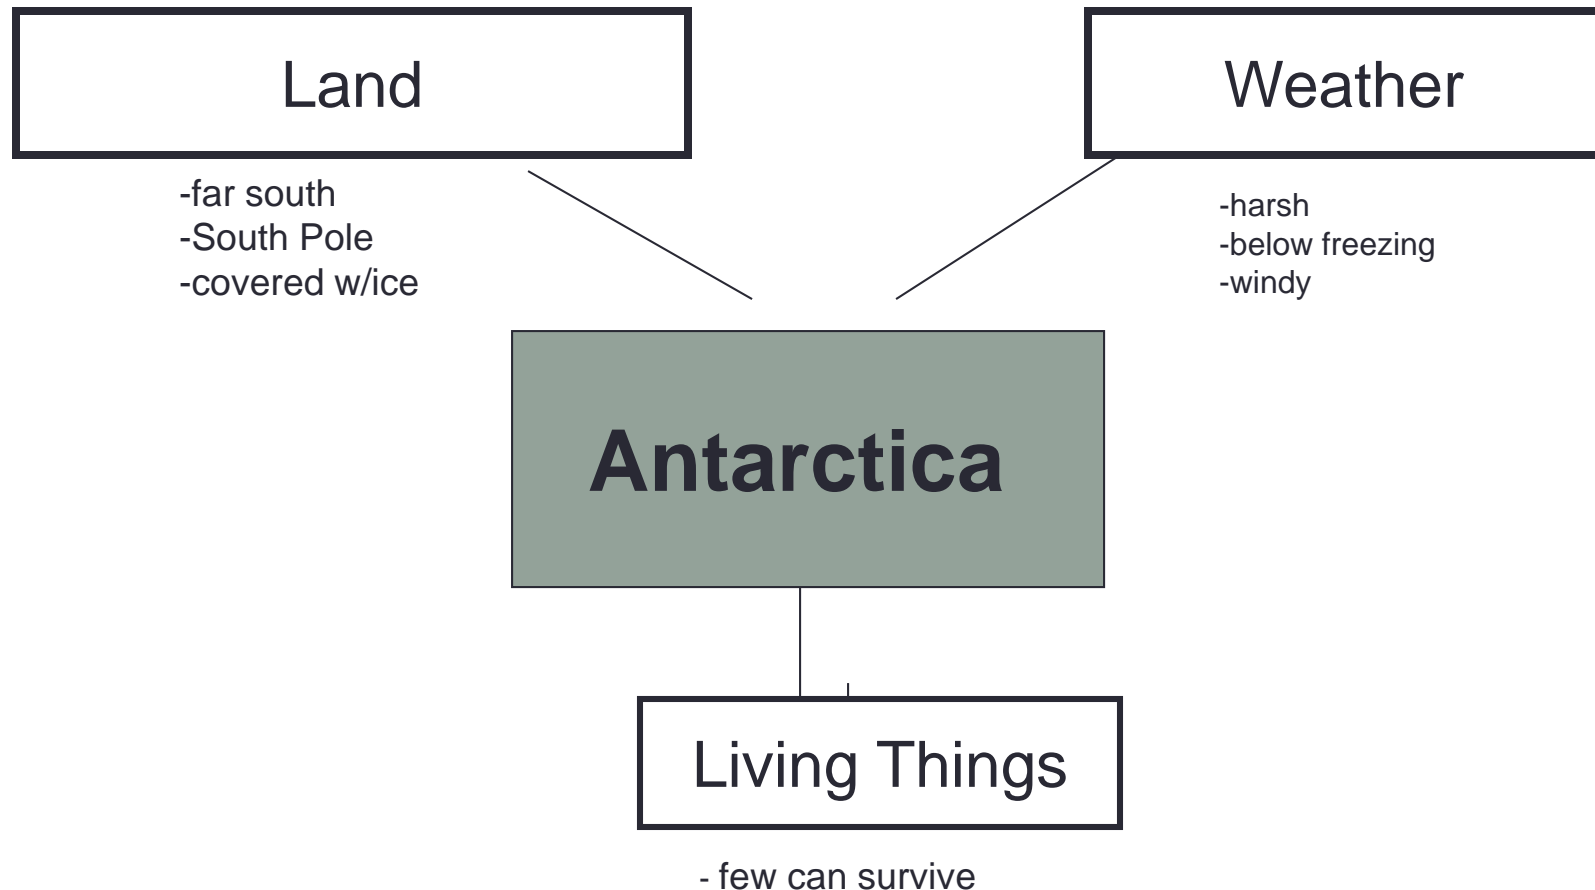 Land
-far south
-South Pole
-covered w/ice
Weather
-harsh
-below freezing
-windy
Antarctica
Living Things
- few can survive